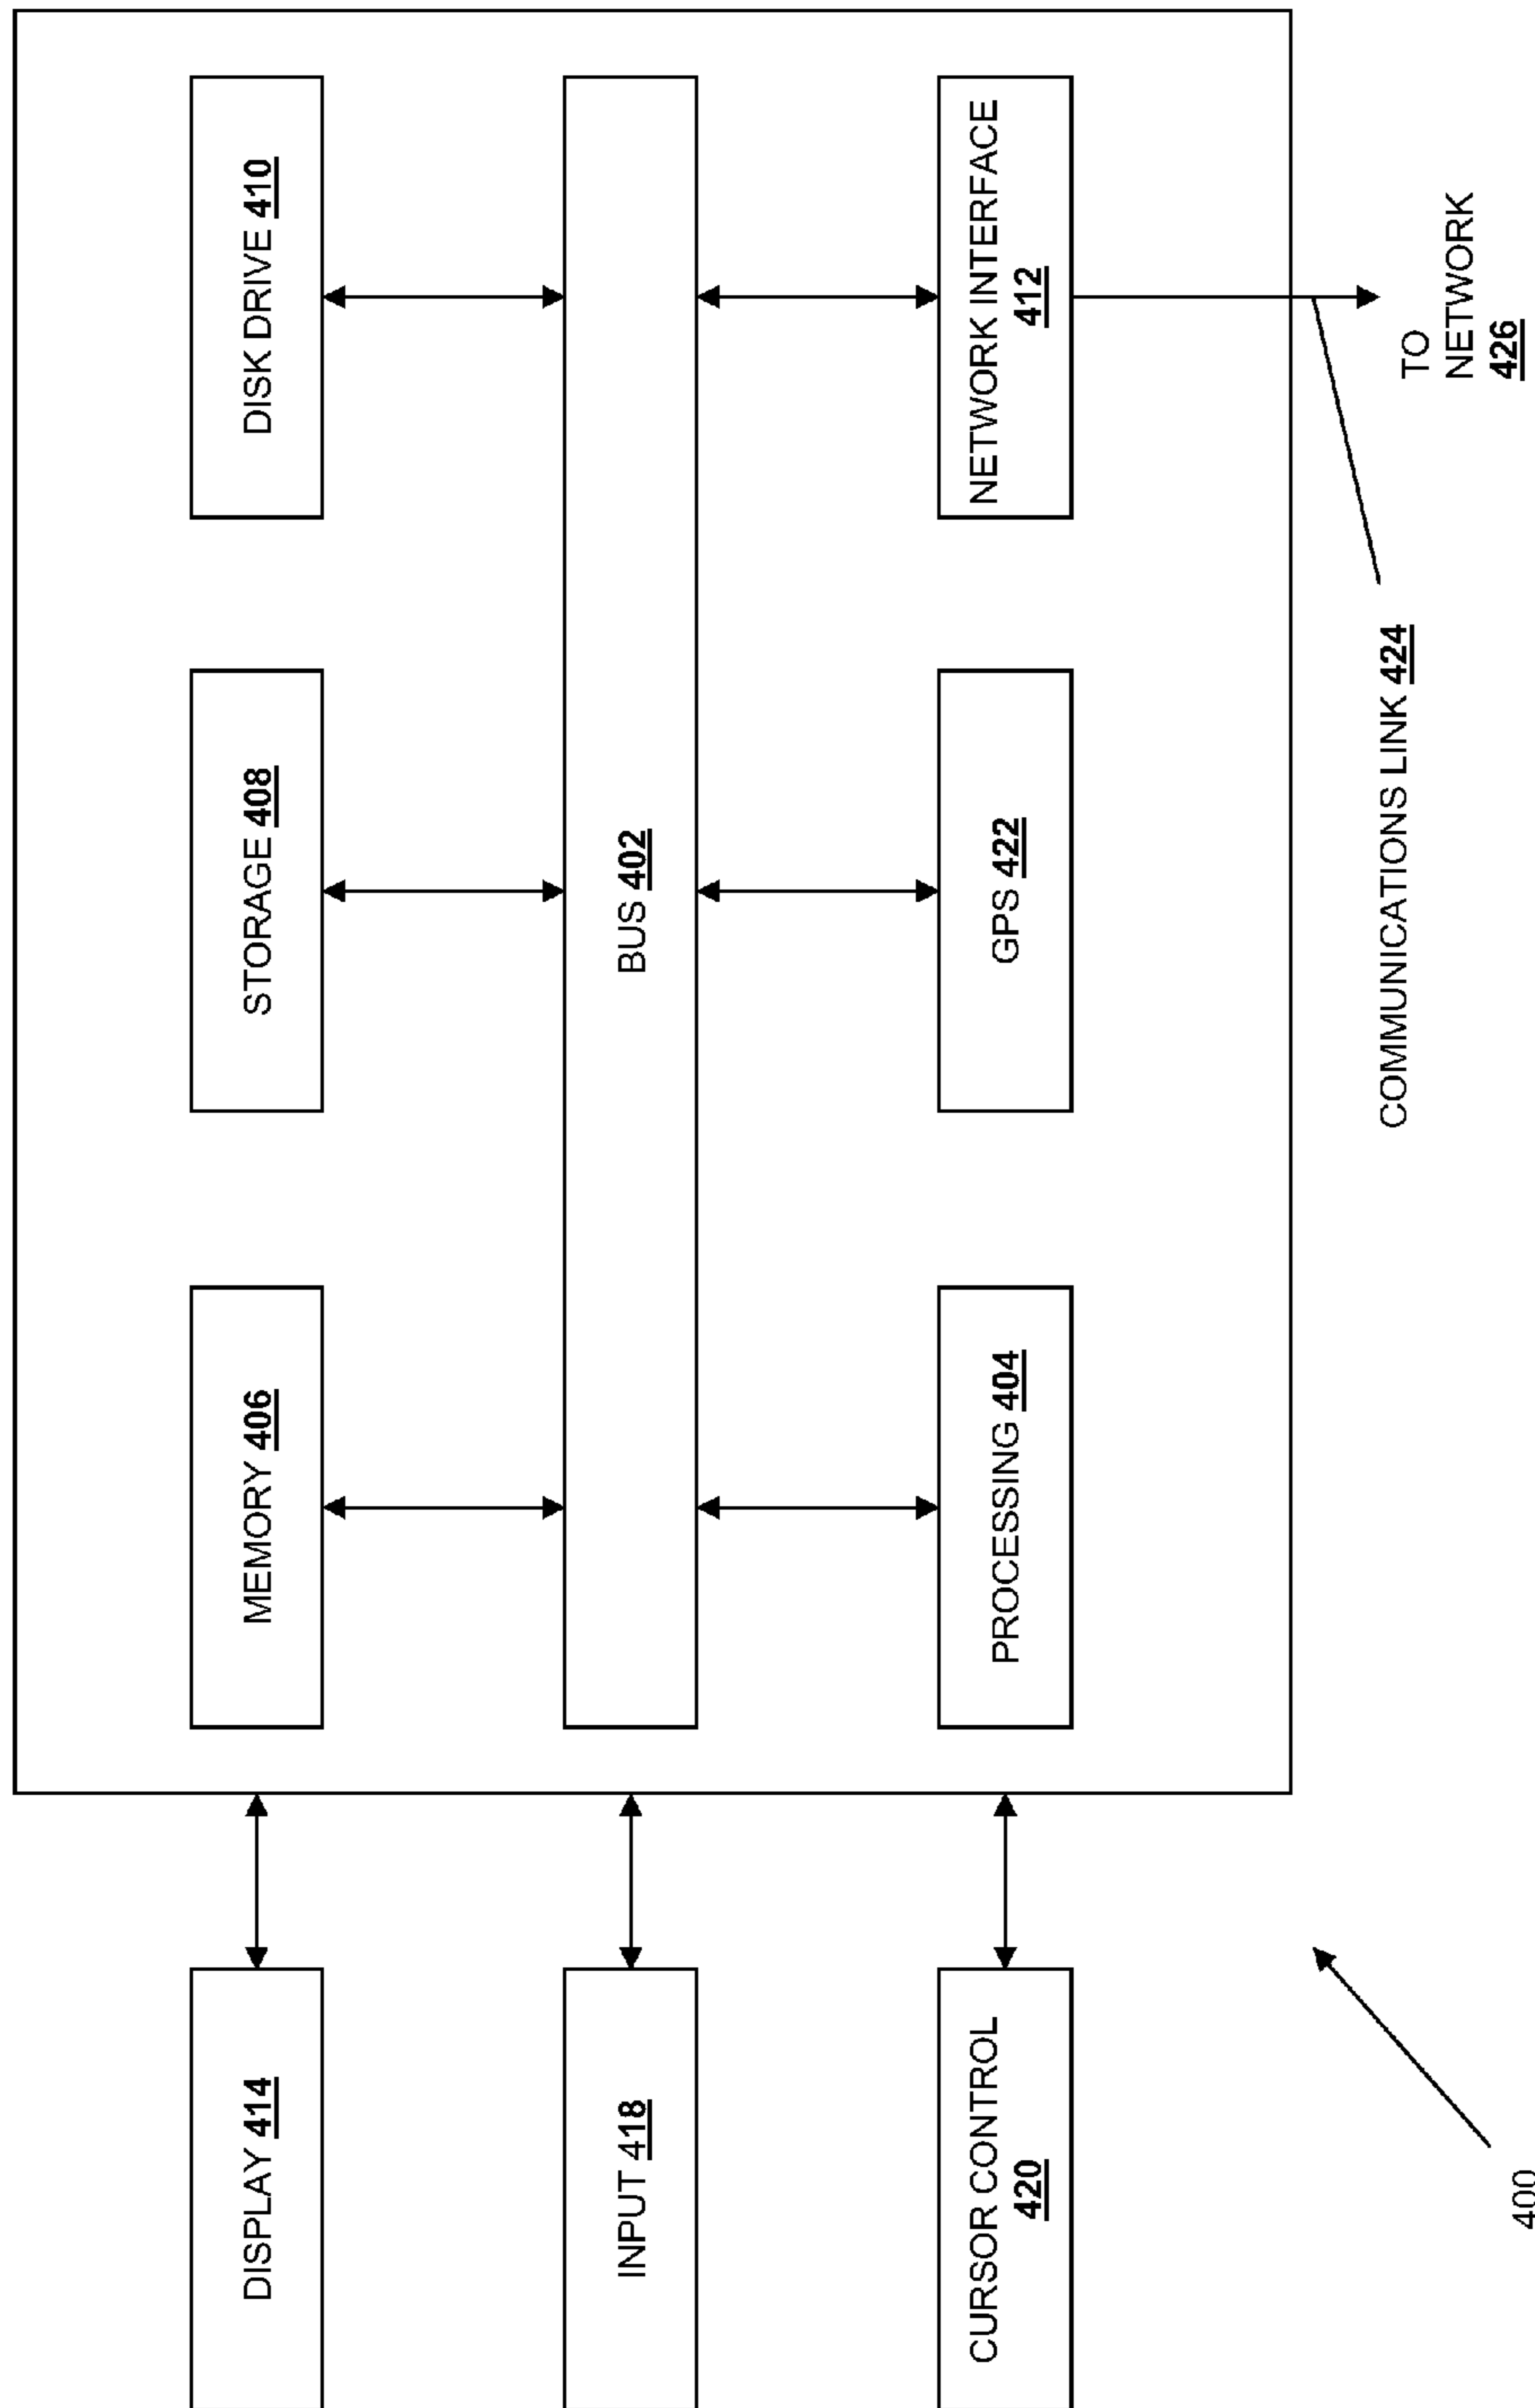 DISPLAY 414
MEMORY 406
STORAGE 408
DISK DRIVE 410
INPUT 418
BUS 402
CURSOR CONTROL
420
PROCESSING 404
GPS 422
NETWORK INTERFACE
412
COMMUNICATIONS LINK 424
TO
NETWORK
426
400